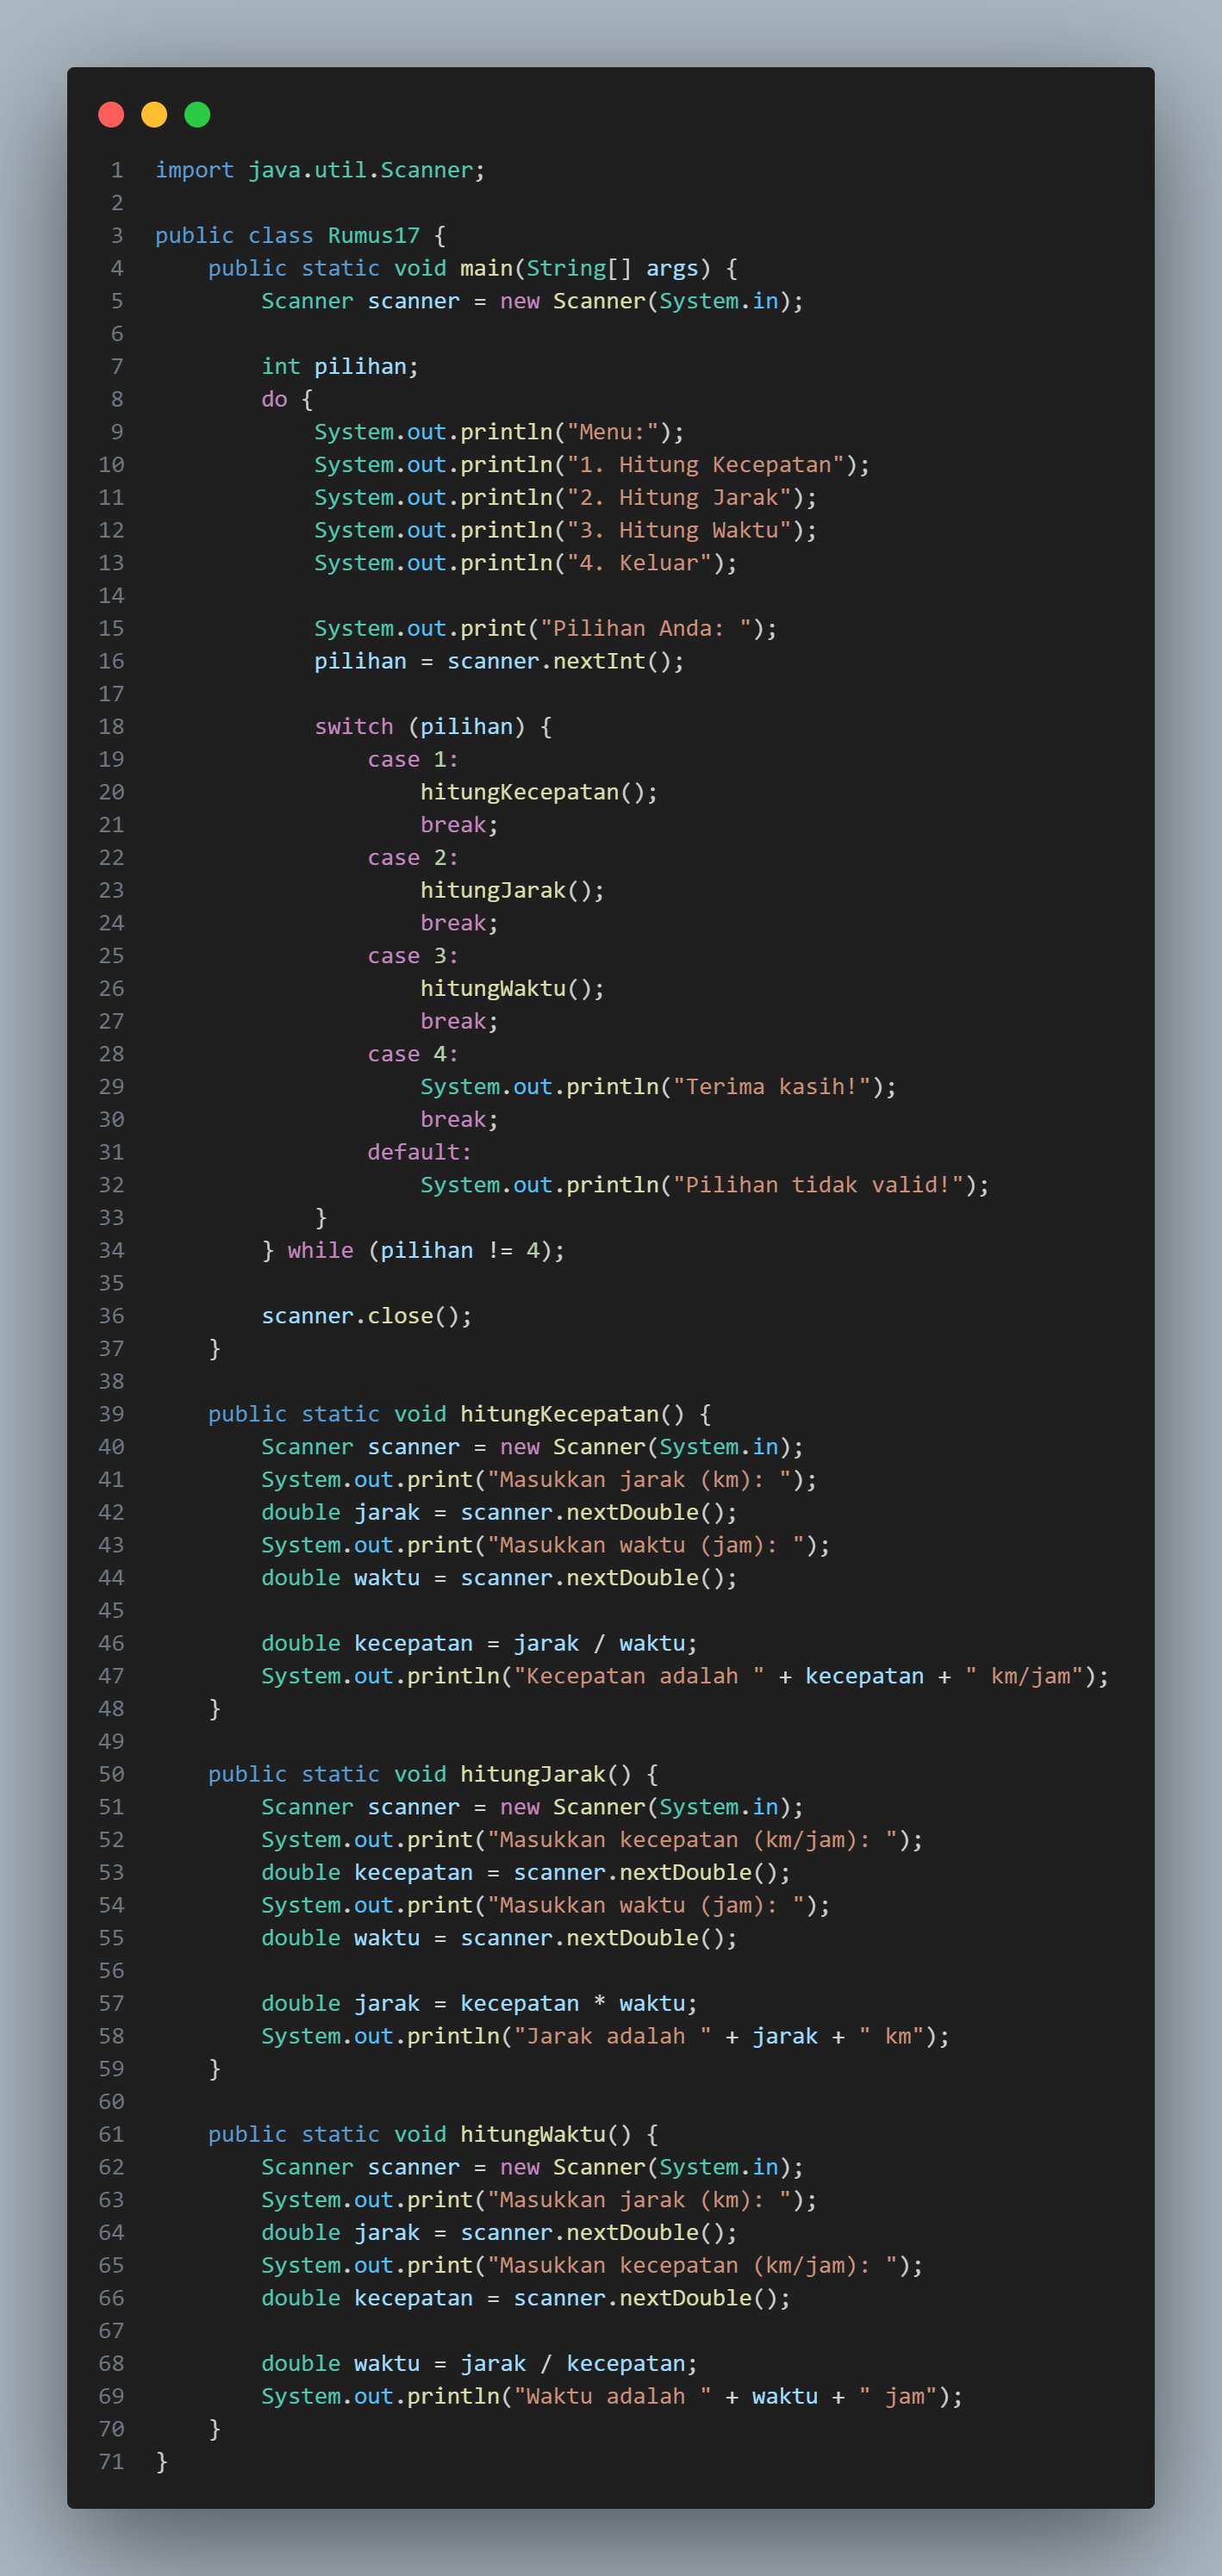 1 import java.util.Scanner;
2
3 public class Rumus17 {
4     public static void main(String[] args) {
5         Scanner scanner = new Scanner(System.in);
6
7         int pilihan;
8         do {
9             System.out.println("Menu:");
10             System.out.println("1. Hitung Kecepatan");
11             System.out.println("2. Hitung Jarak");
12             System.out.println("3. Hitung Waktu");
13             System.out.println("4. Keluar");
14
15             System.out.print("Pilihan Anda: ");
16             pilihan = scanner.nextInt();
17
18             switch (pilihan) {
19                 case 1:
20                     hitungKecepatan();
21                     break;
22                 case 2:
23                     hitungJarak();
24                     break;
25                 case 3:
26                     hitungWaktu();
27                     break;
28                 case 4:
29                     System.out.println("Terima kasih!");
30                     break;
31                 default:
32                     System.out.println("Pilihan tidak valid!");
33             }
34         } while (pilihan != 4);
35
36         scanner.close();
37     }
38
39     public static void hitungKecepatan() {
40         Scanner scanner = new Scanner(System.in);
41         System.out.print("Masukkan jarak (km): ");
42         double jarak = scanner.nextDouble();
43         System.out.print("Masukkan waktu (jam): ");
44         double waktu = scanner.nextDouble();
45
46         double kecepatan = jarak / waktu;
47         System.out.println("Kecepatan adalah " + kecepatan + " km/jam");
48     }
49
50     public static void hitungJarak() {
51         Scanner scanner = new Scanner(System.in);
52         System.out.print("Masukkan kecepatan (km/jam): ");
53         double kecepatan = scanner.nextDouble();
54         System.out.print("Masukkan waktu (jam): ");
55         double waktu = scanner.nextDouble();
56
57         double jarak = kecepatan * waktu;
58         System.out.println("Jarak adalah " + jarak + " km");
59     }
60
61     public static void hitungWaktu() {
62         Scanner scanner = new Scanner(System.in);
63         System.out.print("Masukkan jarak (km): ");
64         double jarak = scanner.nextDouble();
65         System.out.print("Masukkan kecepatan (km/jam): ");
66         double kecepatan = scanner.nextDouble();
67
68         double waktu = jarak / kecepatan;
69         System.out.println("Waktu adalah " + waktu + " jam");
70     }
71 }